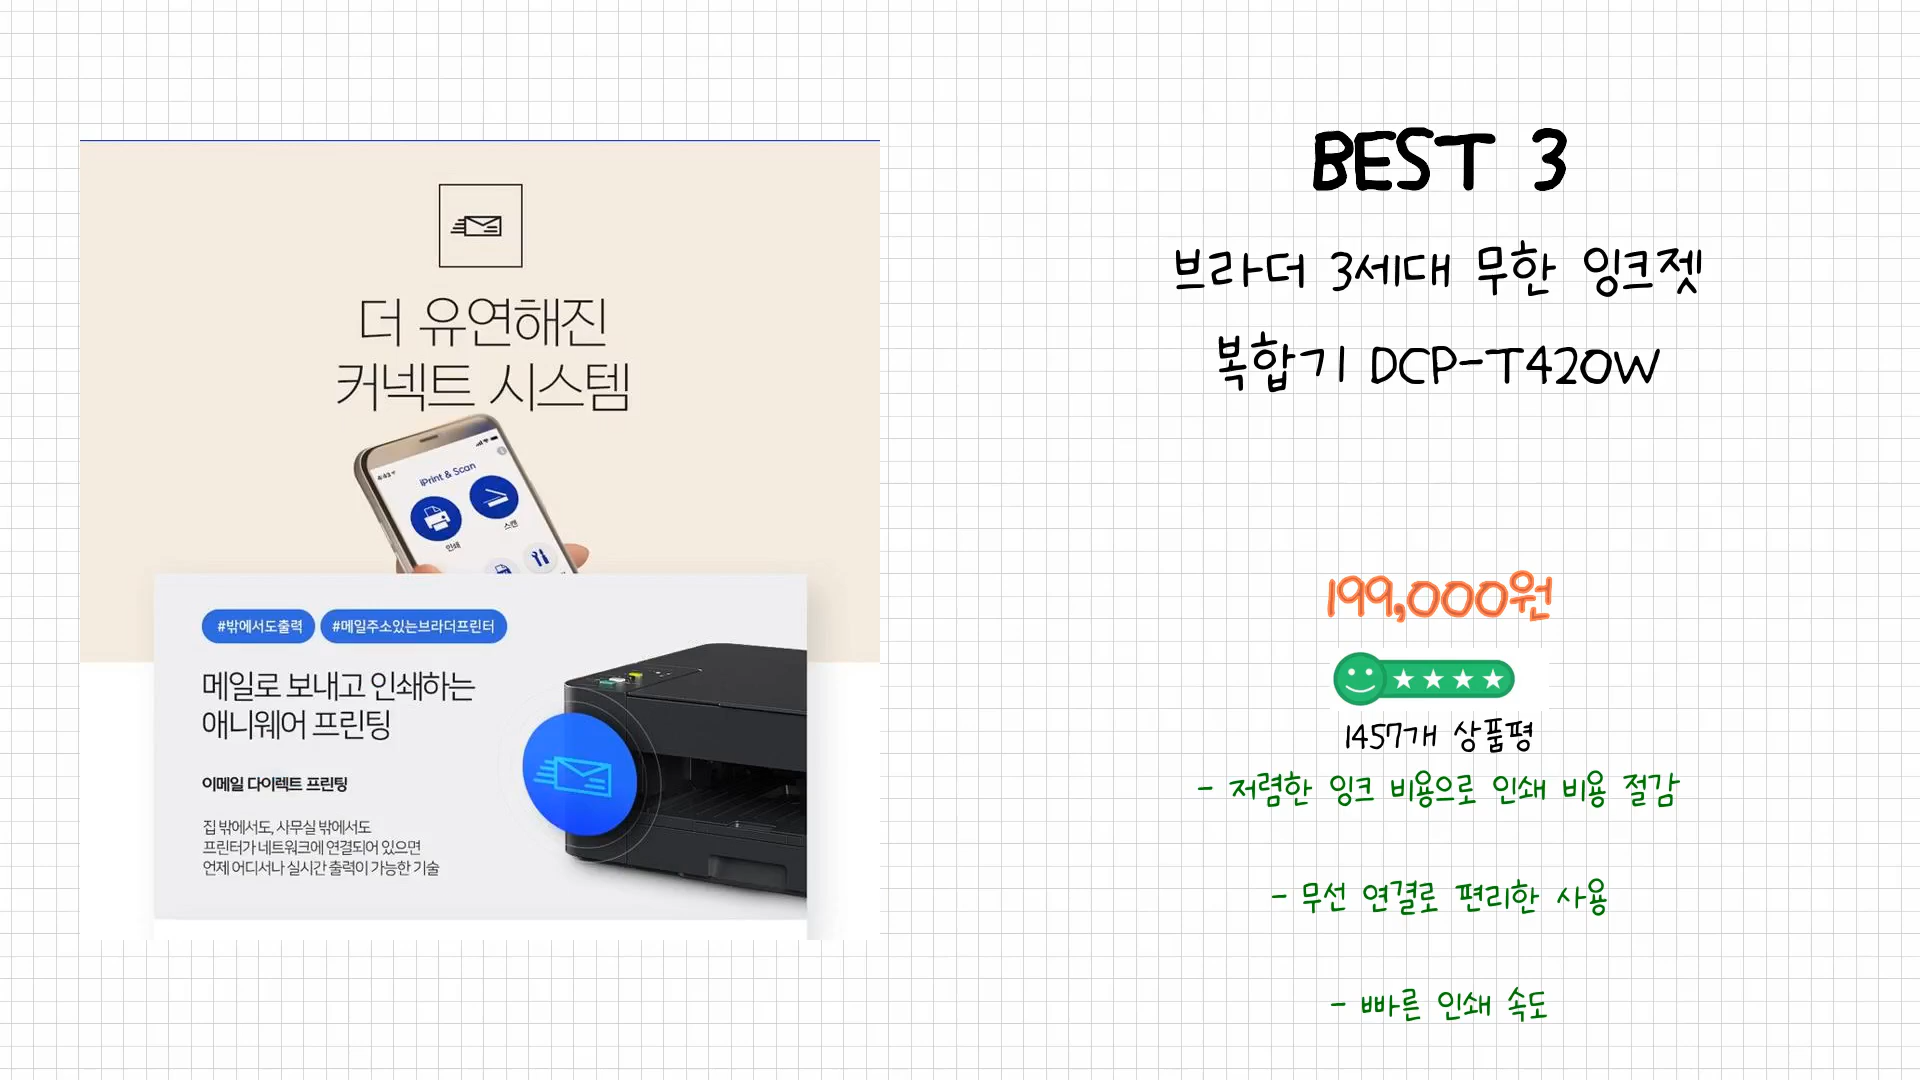 더 유연해진
커넥트 시스템
4:43
iPrint & Scan
인쇄
스캔
#밖에서도출력 #메일주소있는브라더프린터
메일로 보내고 인쇄하는
애니웨어 프린팅
이메일 다이렉트 프린팅
집 밖에서도, 사무실 밖에서도
프린터가 네트워크에 연결되어 있으면
언제 어디서나 실시간 출력이 가능한 기술
BEST 3
브라더 3세대 무한 잉크젯
복합기 DCP-T420W
199,000원
1457개 상품평
- 저렴한 잉크 비용으로 인쇄 비용 절감
- 무선 연결로 편리한 사용
- 빠른 인쇄 속도